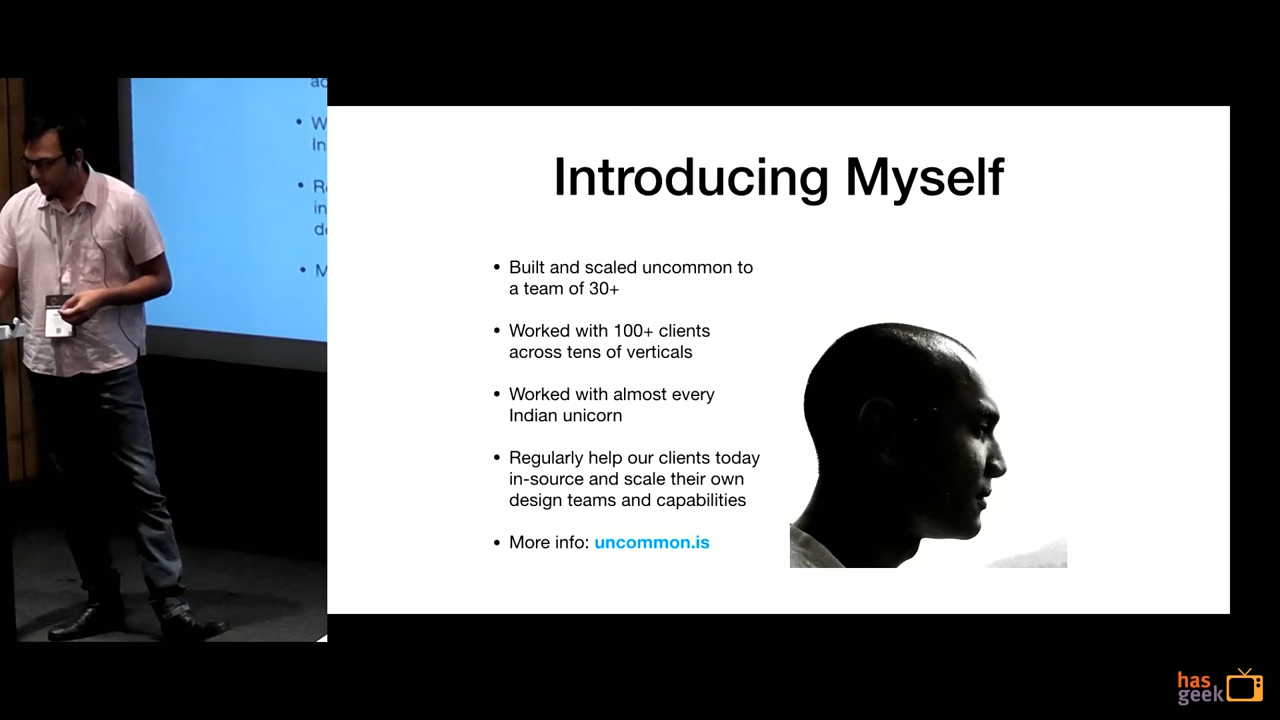 Introducing Myself
• Built and scaled uncommon to
a team of 30+
• Worked with 100+ clients
across tens of verticals
• Worked with almost every
Indian unicorn
• Regularly help our clients today
in-source and scale their own
design teams and capabilities
• More info: uncommon.is
has
geek